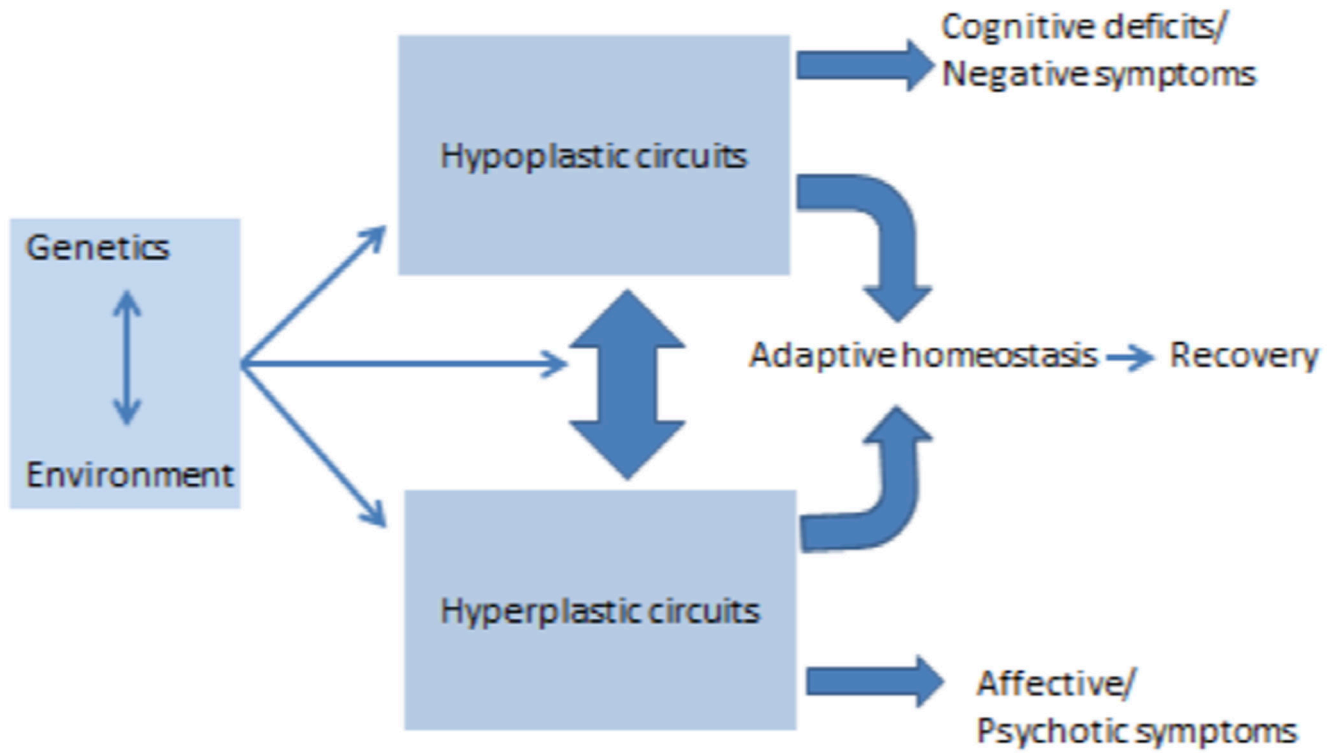 Cognitive deficits/
Negative symptoms
Hypoplastic circuits
Genetics
Environment
Adaptive homeostasis
Recovery
Hyperplastic circuits
Affective/
Psychotic symptoms